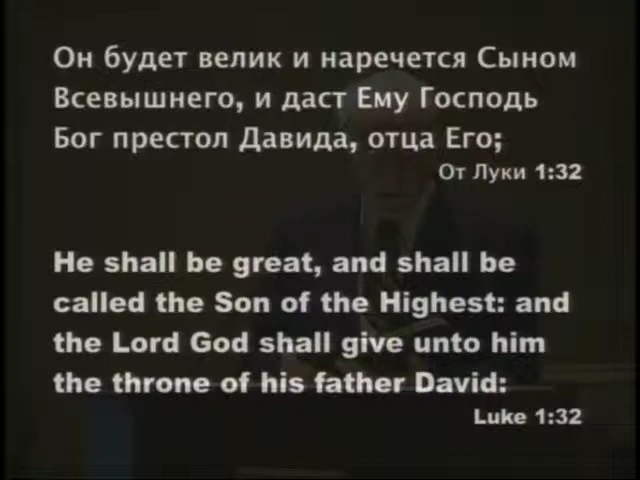 Он будет велик и наречется Сыном
Всевышнего, и даст Ему Господь
Бог престол Давида, отца Его;
От Луки 1:32
He shall be great, and shall be
called the Son of the Highest: and
the Lord God shall give unto him
the throne of his father David:
Luke 1:32